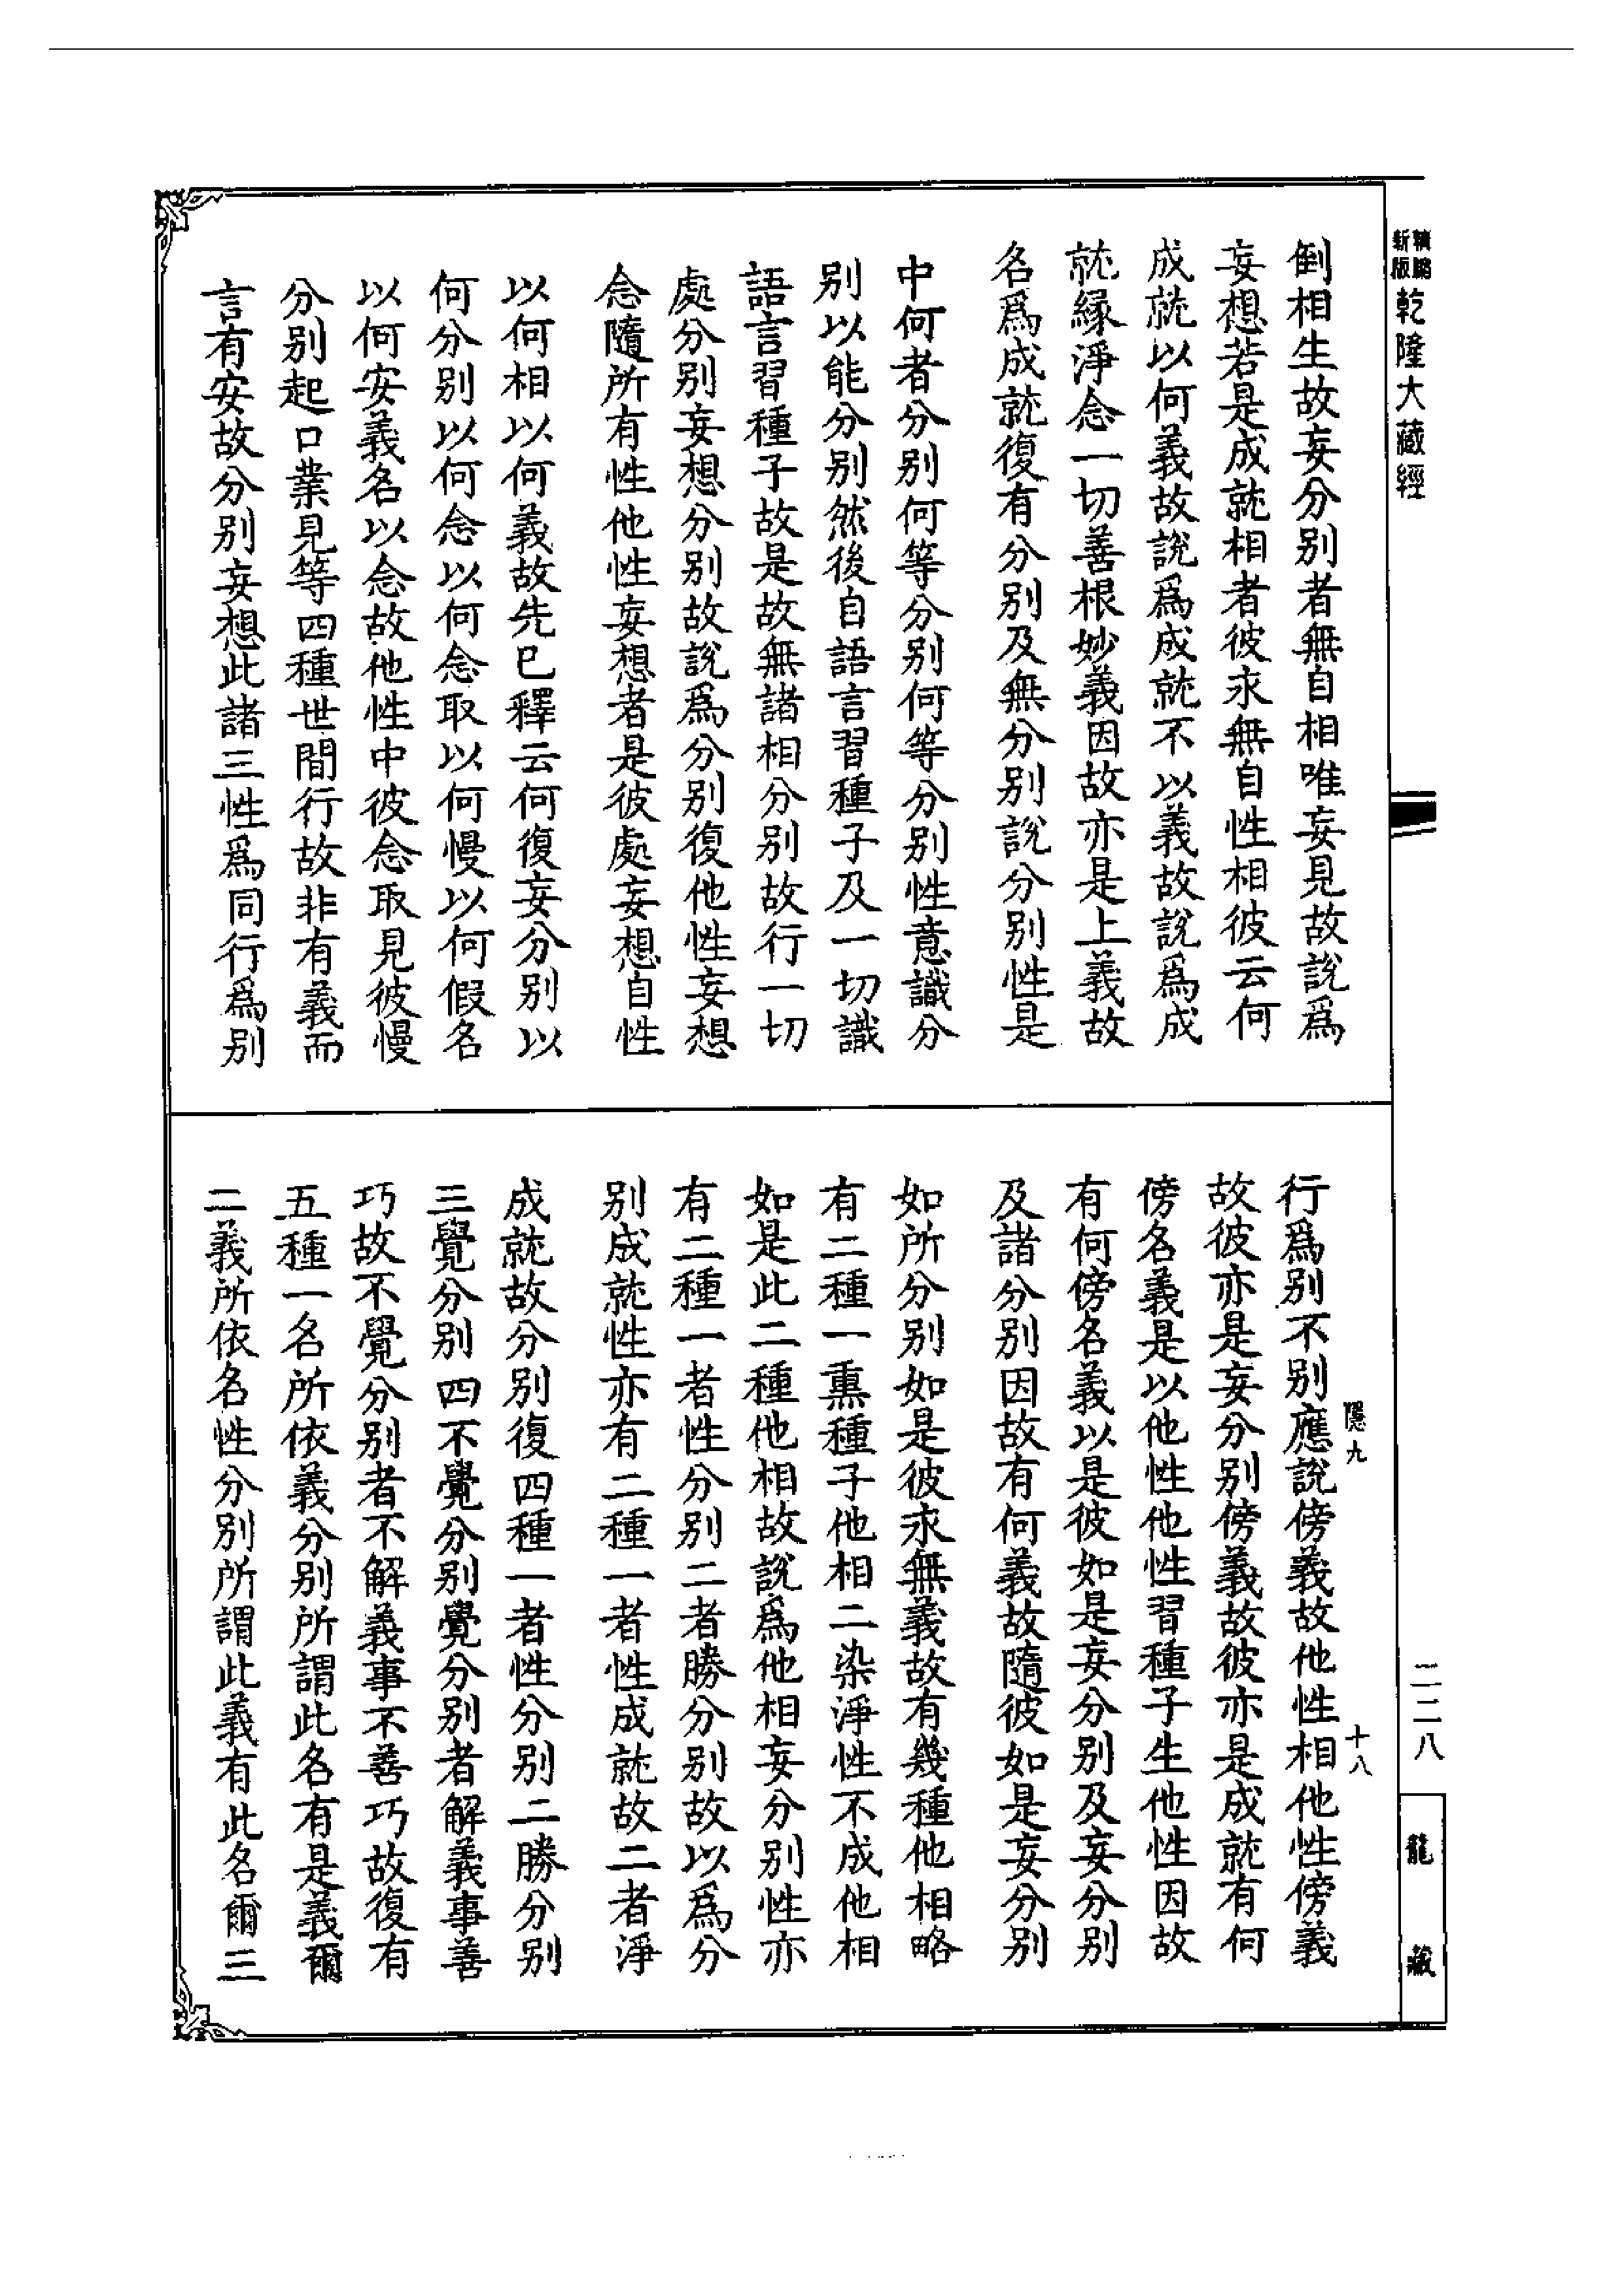 新版
乾隆大藏經
倒相生故妄分別者無自相唯妄見故說爲
妄想若是成就相者彼求無自性相彼云何
成就以何義故說爲成就不以義故說爲成
就緣淨念一切善根妙義因故亦是上義故
名爲成就復有分別及無分別說分別性是
中何者分別何等分別何等分別性意識分
別以能分別然後自語言習種子及一切識
語言習種子故是故無諸相分別故行一切
處分別妄想分別故說爲分別復他性妄想
念隨所有性他性妄想者是彼處妄想自性
以何相以何義故先已釋云何復妄分別以
何分別以何念以何念取以何慢以何假名
以何安義名以念故他性中彼念取見彼慢
分別起口業見等四種世間行故非有義而
言有安故分別妄想此諸三性爲同行爲別
行爲別不別應說傍義故他性相他性傍義
故彼亦是妄分別傍義故彼亦是成就有何
傍名義是以他性他性習種子生他性因故
有何傍名義以是彼如是妄分別及妄分別
及諸分別因故有何義故隨彼如是妄分別
如所分別如是彼求無義故有幾種他相略
有二種一熏種子他相二染淨性不成他相
如是此二種他相故說爲他相妄分別性亦
有二種一者性分別二者勝分別故以爲分
別成就性亦有二種一者性成就故二者淨
成就故分別復四種一者性分別二勝分別
三覺分別四不覺分別覺分別者解義事善
巧故不覺分別者不解義事不善巧故復有
五種一名所依義分別所謂此名有是義爾
二義所依名性分別所謂此義有此名爾三
隱九
十八
二二八
龍藏